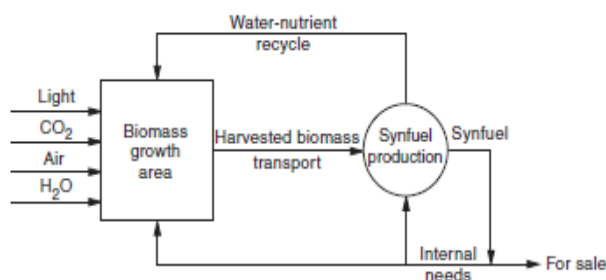 Water-nutrient
recycle
Light
CO₂
Air
H₂O
Biomass
growth
area
Harvested biomass
transport
Synfuel
production
Synfuel
Internal
needs
For sale